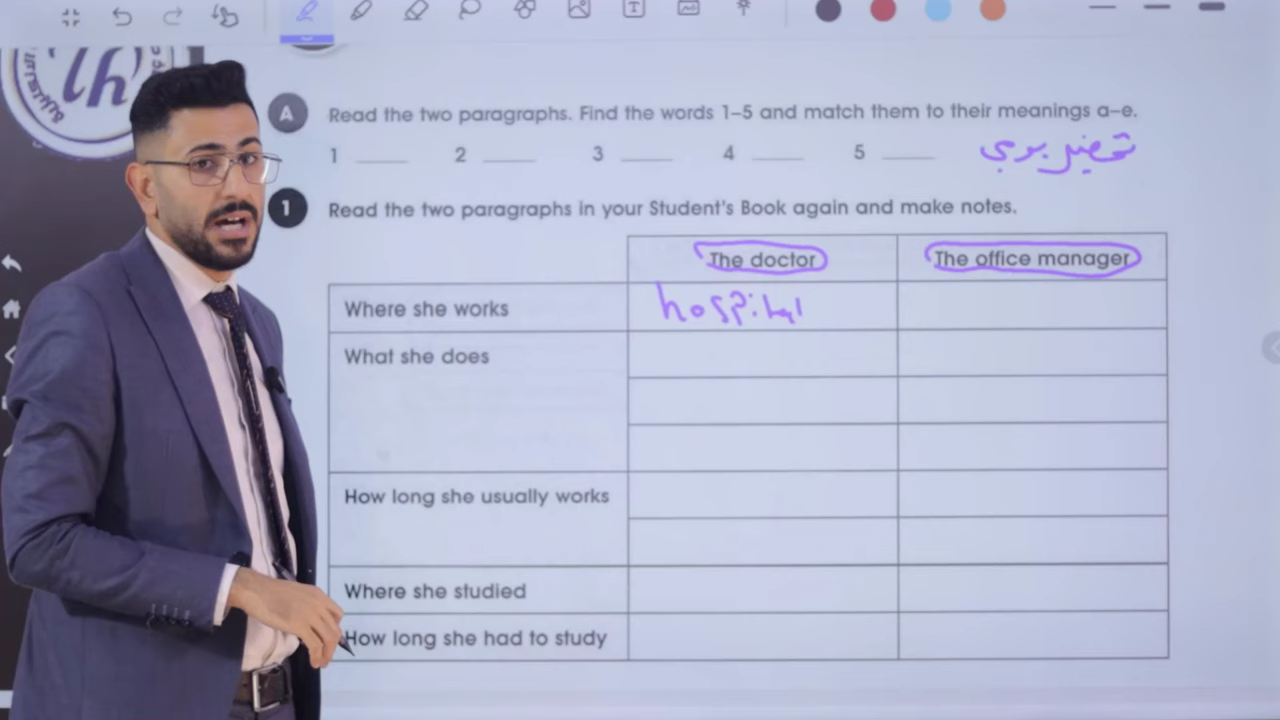 A Read the two paragraphs. Find the words 1–5 and match them to their meanings a–e.
1 ____ 2 ____ 3 ____ 4 ____ 5 ____ تحضير يومي
1 Read the two paragraphs in your Student's Book again and make notes.
The doctor The office manager
Where she works hospital
What she does
How long she usually works
Where she studied
How long she had to study